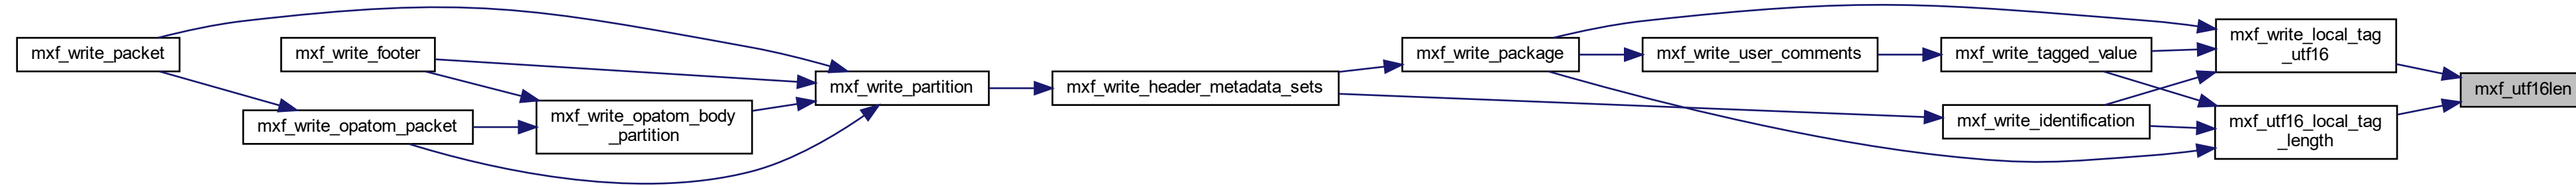 mxf_write_packet
mxf_write_footer
mxf_write_opatom_packet
mxf_write_opatom_body
_partition
mxf_write_partition
mxf_write_header_metadata_sets
mxf_write_package
mxf_write_user_comments
mxf_write_tagged_value
mxf_write_identification
mxf_write_local_tag
_utf16
mxf_utf16_local_tag
_length
mxf_utf16len